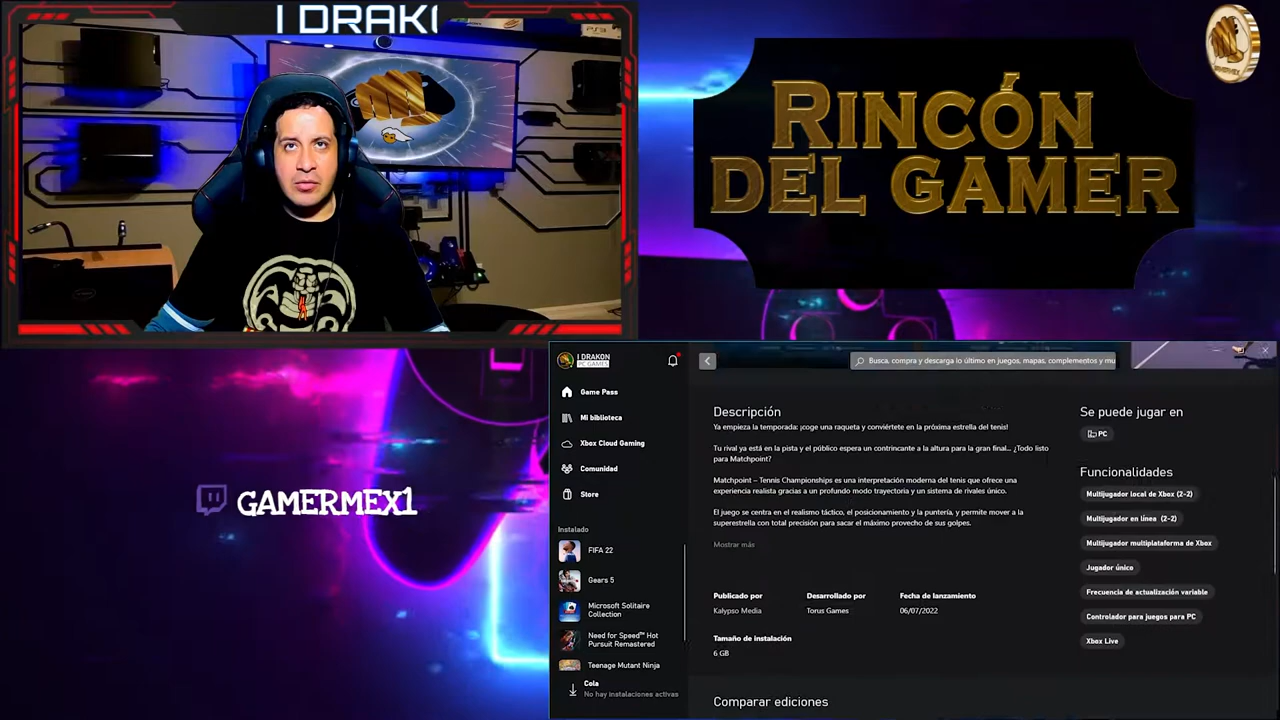 I DRAK
RINCÓN
DEL GAMER
GAMERMEX1
I DRAKON
PC GAMES
Game Pass
Mi biblioteca
Xbox Cloud Gaming
Comunidad
Store
Instalado
FIFA 22
Gears 5
Microsoft Solitaire
Collection
Need for Speed™ Hot
Pursuit Remastered
Teenage Mutant Ninja
Cola
No hay instalaciones activas
Busca, compra y descarga lo último en juegos, mapas, complementos y mu
Descripción
Ya empieza la temporada: ¡coge una raqueta y conviértete en la próxima estrella del tenis!
Tu rival ya está en la pista y el público espera un contrincante a la altura para la gran final... ¿Todo listo
para Matchpoint?
Matchpoint – Tennis Championships es una interpretación moderna del tenis que ofrece una
experiencia realista gracias a un profundo modo trayectoria y un sistema de rivales único.
El juego se centra en el realismo táctico, el posicionamiento y la puntería, y permite mover a la
superestrella con total precisión para sacar el máximo provecho de sus golpes.
Mostrar más
Publicado por
Kalypso Media
Desarrollado por
Torus Games
Fecha de lanzamiento
06/07/2022
Tamaño de instalación
6 GB
Comparar ediciones
Se puede jugar en
PC
Funcionalidades
Multijugador local de Xbox (2-2)
Multijugador en línea (2-2)
Multijugador multiplataforma de Xbox
Jugador único
Frecuencia de actualización variable
Controlador para juegos para PC
Xbox Live